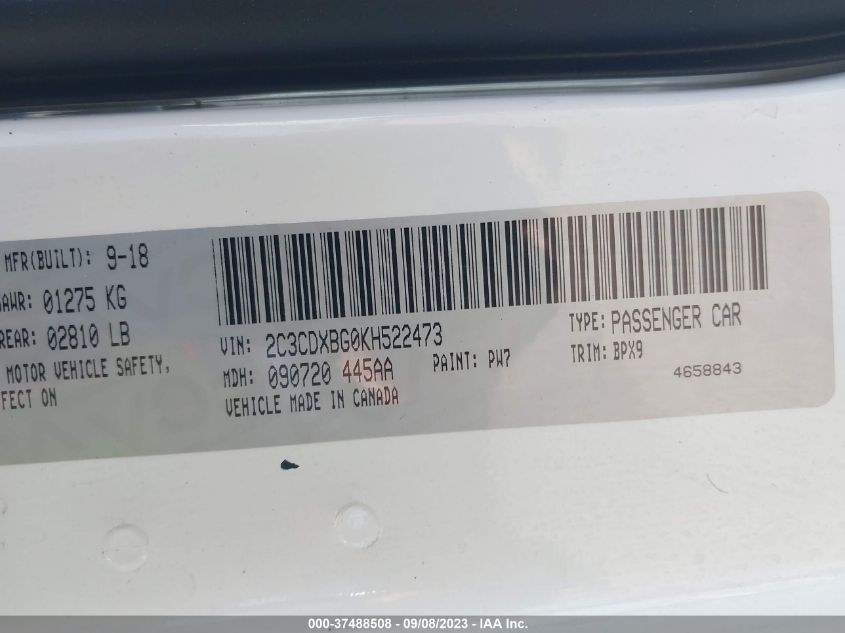 MFR(BUILT): 9-18
GAWR: 01275 KG
REAR: 02810 LB
MOTOR VEHICLE SAFETY,
FECT ON
VIN: 2C3CDXBG0KH522473
TYPE: PASSENGER CAR
MDH: 090720 445AA
PAINT: PW7
TRIM: BPX9
VEHICLE MADE IN CANADA
4658843
000-37488508 - 09/08/2023 - IAA Inc.